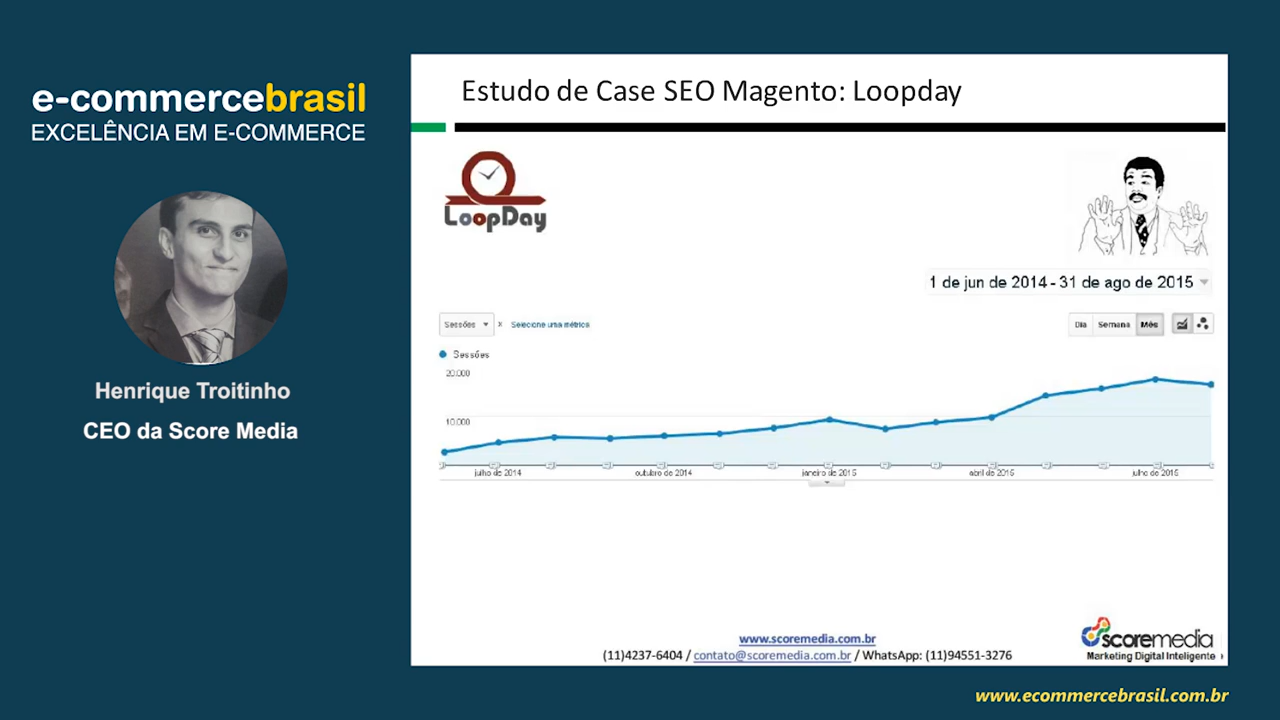 e-commercebrasil
EXCELÊNCIA EM E-COMMERCE
Henrique Troitinho
CEO da Score Media
Estudo de Case SEO Magento: Loopday
LoopDay
1 de jun de 2014 - 31 de ago de 2015
Sessões x Selecione uma métrica
Dia Semana Mês
Sessões
20.000
10.000
julho de 2014 outubro de 2014 janeiro de 2015 abril de 2015 julho de 2015
www.scoremedia.com.br
(11)4237-6404 / contato@scoremedia.com.br / WhatsApp: (11)94551-3276
scoremedia
Marketing Digital Inteligente
www.ecommercebrasil.com.br